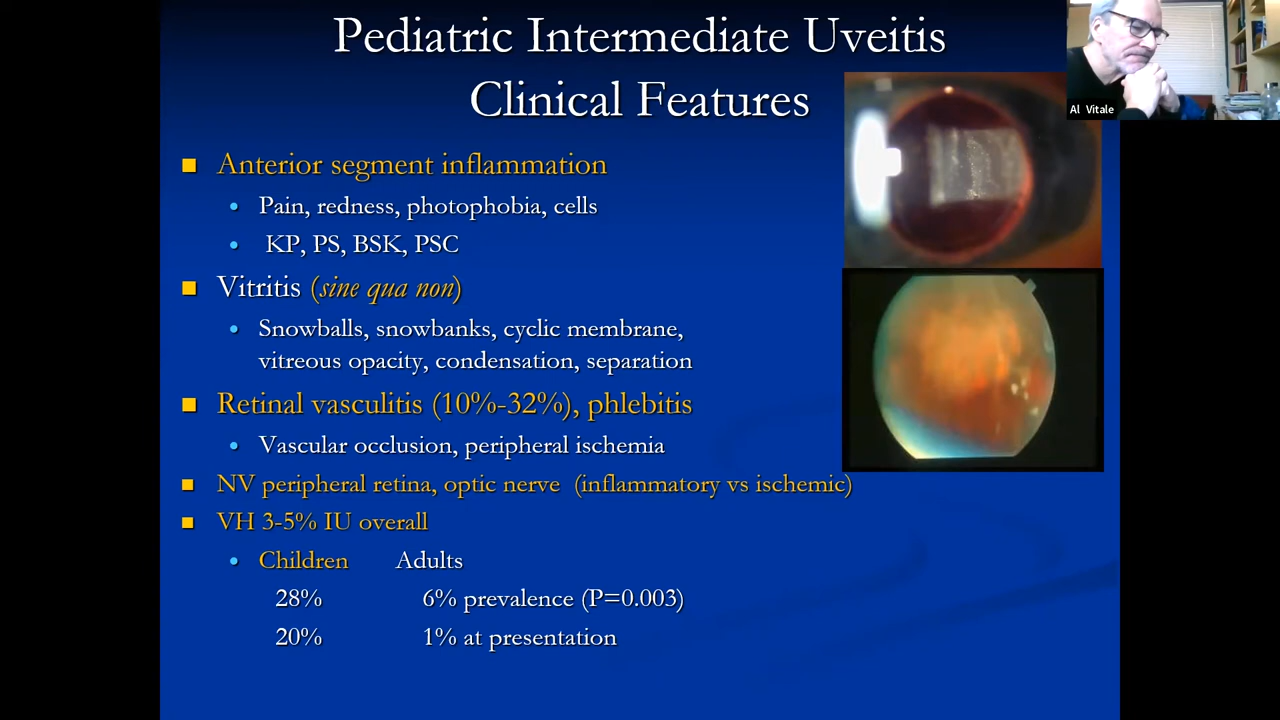 Pediatric Intermediate Uveitis
Clinical Features
Al Vitale
Anterior segment inflammation
Pain, redness, photophobia, cells
KP, PS, BSK, PSC
Vitritis (sine qua non)
Snowballs, snowbanks, cyclic membrane,
vitreous opacity, condensation, separation
Retinal vasculitis (10%-32%), phlebitis
Vascular occlusion, peripheral ischemia
NV peripheral retina, optic nerve (inflammatory vs ischemic)
VH 3-5% IU overall
Children Adults
28% 6% prevalence (P=0.003)
20% 1% at presentation